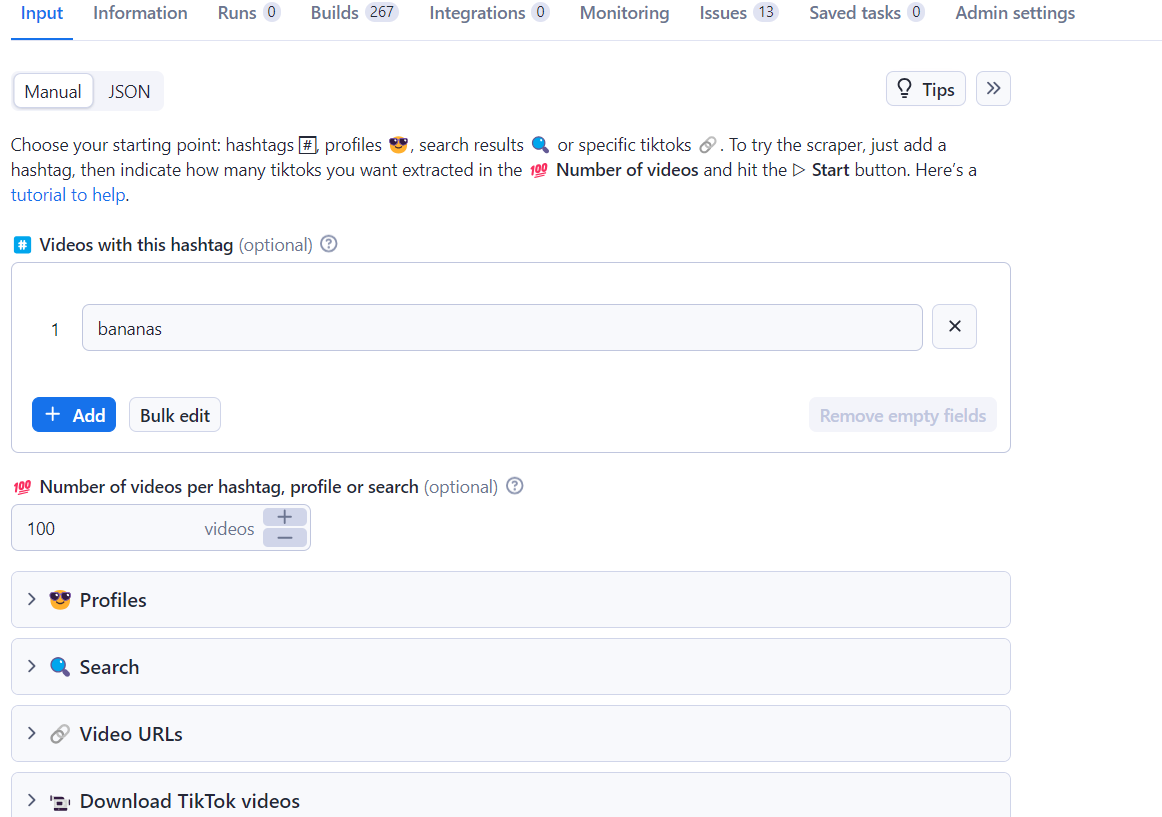 Input Information Runs 0 Builds 267 Integrations 0 Monitoring Issues 13 Saved tasks 0 Admin settings
Manual JSON Tips
Choose your starting point: hashtags #️⃣, profiles 😎, search results 🔍 or specific tiktoks 🔗. To try the scraper, just add a
hashtag, then indicate how many tiktoks you want extracted in the 💯 Number of videos and hit the ▷ Start button. Here’s a
tutorial to help.
#️⃣ Videos with this hashtag (optional)
1 bananas
+ Add Bulk edit Remove empty fields
💯 Number of videos per hashtag, profile or search (optional)
100 videos
😎 Profiles
🔍 Search
🔗 Video URLs
Download TikTok videos